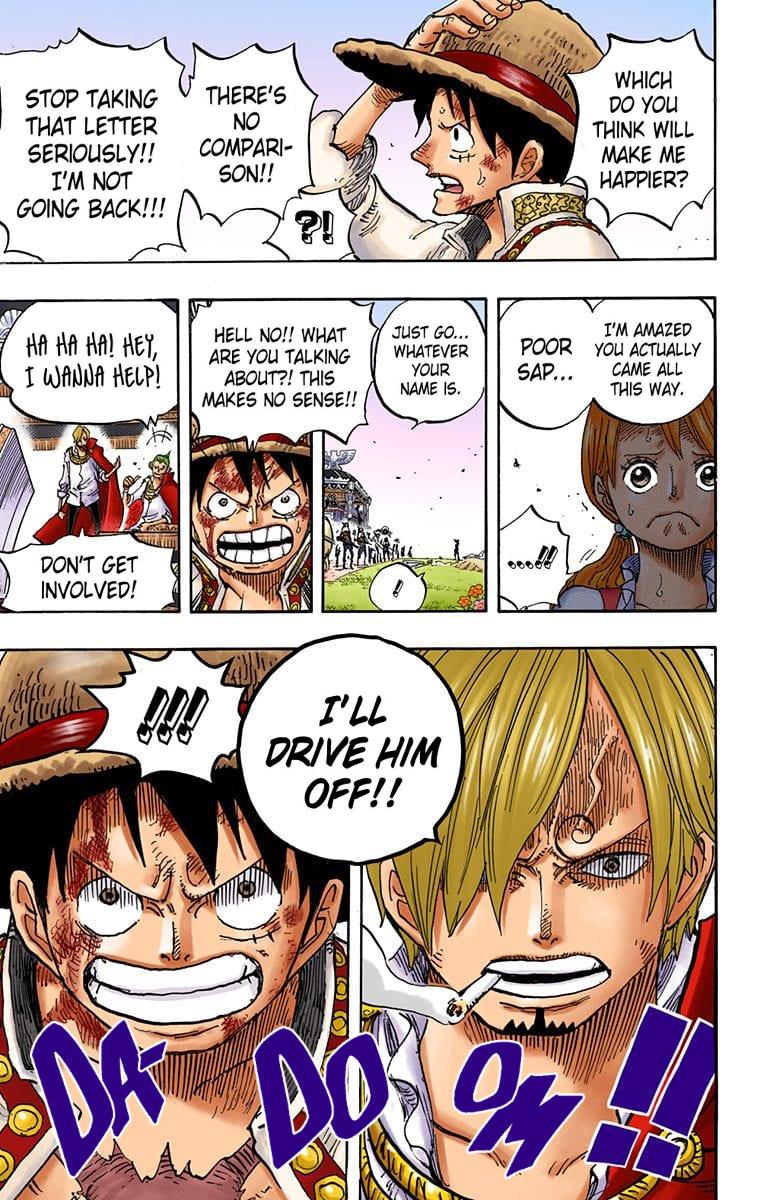 WHICH
DO YOU
THINK WILL
MAKE ME
HAPPIER?
?!
THERE'S
NO
COMPARI-
SON!!
STOP TAKING
THAT LETTER
SERIOUSLY!!
I'M NOT
GOING BACK!!!
I'M AMAZED
YOU ACTUALLY
CAME ALL
THIS WAY.
POOR
SAP...
...!!
JUST GO...
WHATEVER
YOUR
NAME IS.
!
HELL NO!! WHAT
ARE YOU TALKING
ABOUT?! THIS
MAKES NO SENSE!!
HA HA HA! HEY,
I WANNA HELP!
DON'T GET
INVOLVED!
I'LL
DRIVE HIM
OFF!!
!!!
DA-
DO
OM!!